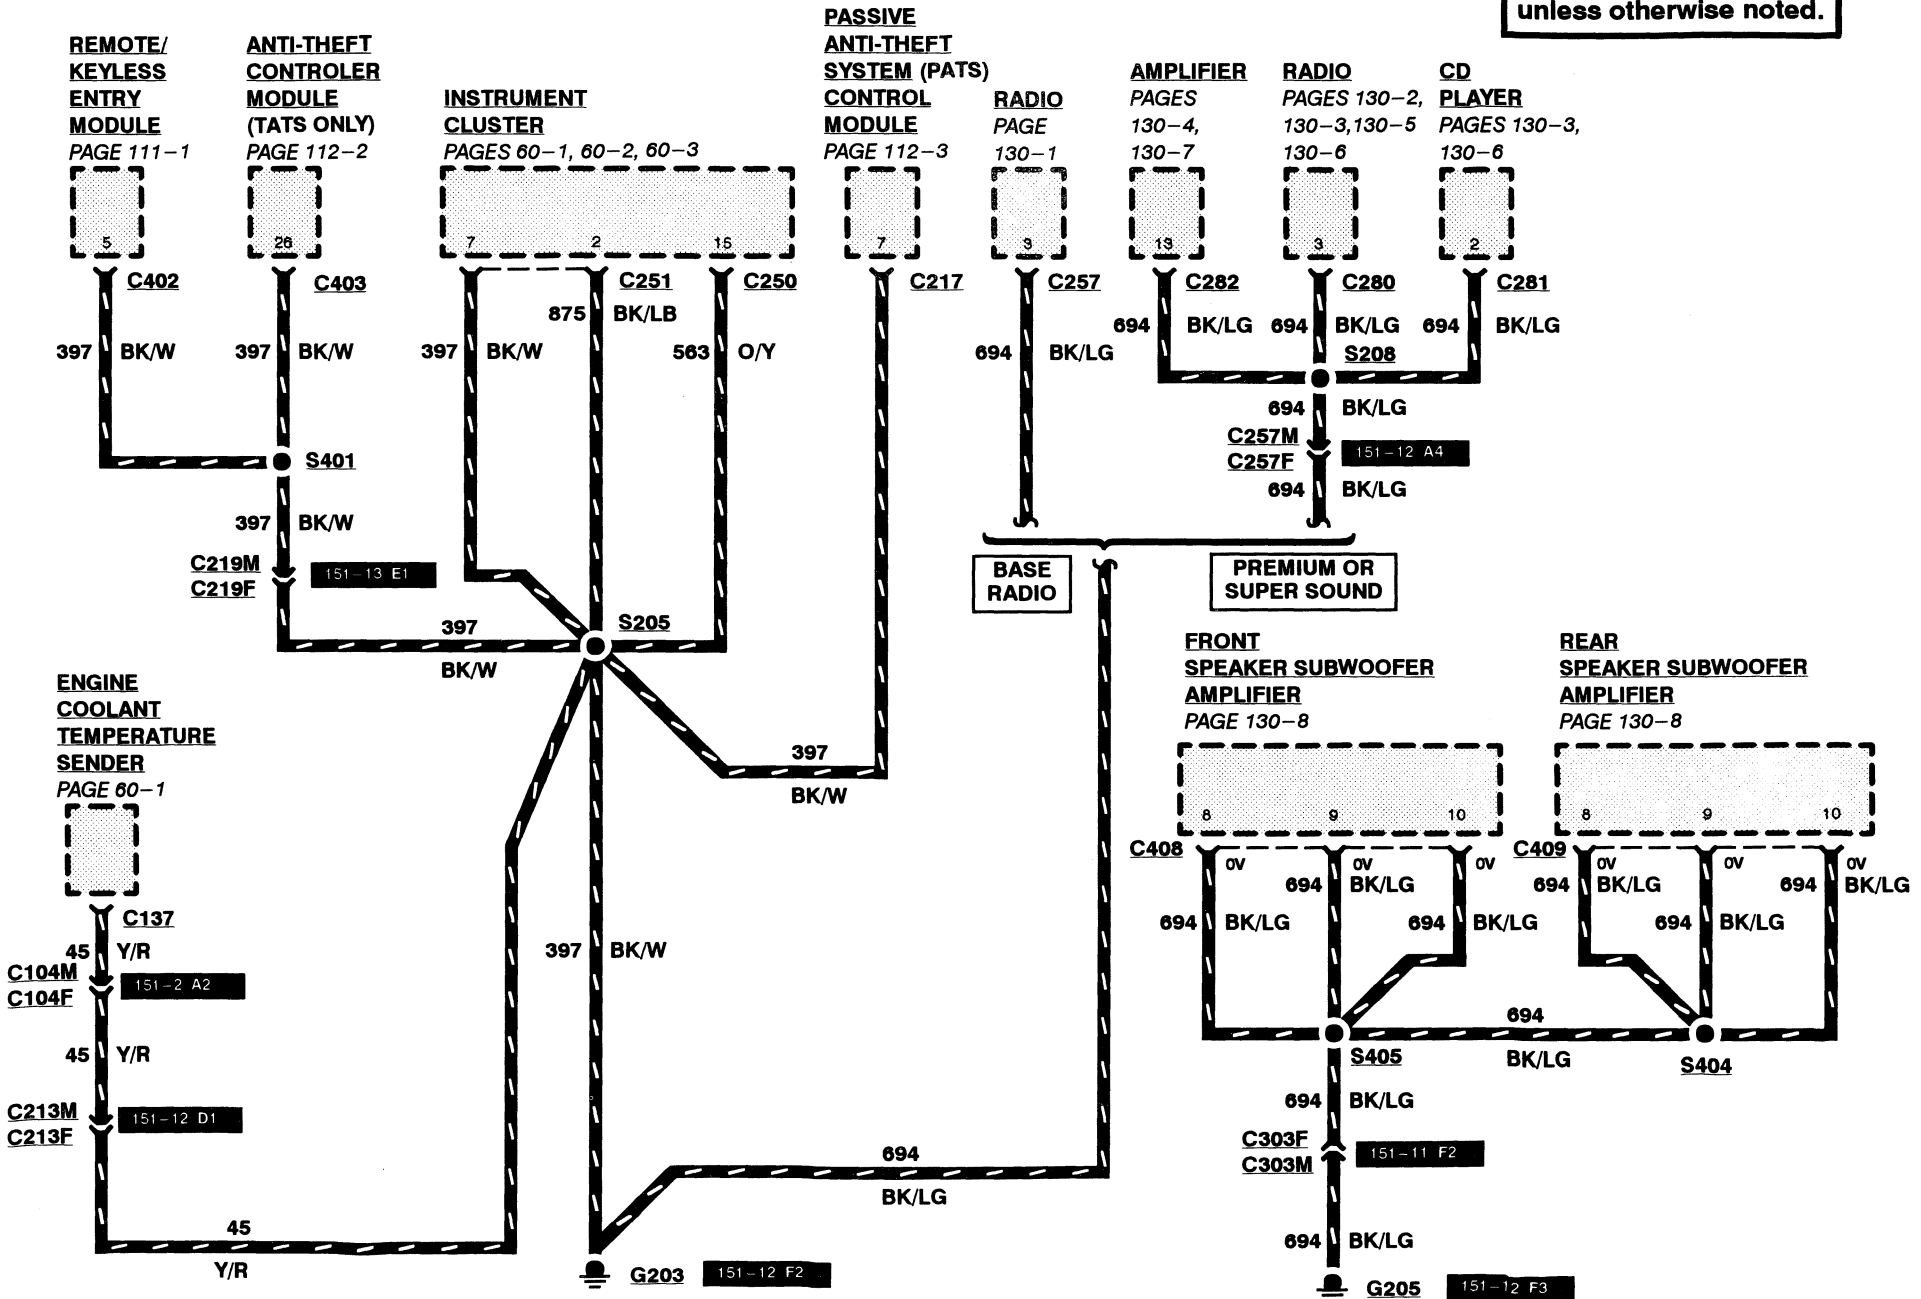 unless otherwise noted.
REMOTE/
KEYLESS
ENTRY
MODULE
PAGE 111-1
ANTI-THEFT
CONTROLER
MODULE
(TATS ONLY)
PAGE 112-2
INSTRUMENT
CLUSTER
PAGES 60-1, 60-2, 60-3
PASSIVE
ANTI-THEFT
SYSTEM (PATS)
CONTROL
MODULE
PAGE 112-3
RADIO
PAGE
130-1
AMPLIFIER
PAGES
130-4,
130-7
RADIO
PAGES 130-2,
130-3,130-5
130-6
CD
PLAYER
PAGES 130-3,
130-6
5 26 7 2 15 7 3 13 3 2
C402 C403 C251 C250 C217 C257 C282 C280 C281
875 BK/LB
694 BK/LG 694 BK/LG 694 BK/LG
397 BK/W 397 BK/W 397 BK/W 563 O/Y 694 BK/LG
S208
694 BK/LG
C257M
C257F
151-12 A4
694 BK/LG
S401
397 BK/W
C219M
C219F
151-13 E1
BASE
RADIO
PREMIUM OR
SUPER SOUND
397
BK/W
S205
397
BK/W
FRONT
SPEAKER SUBWOOFER
AMPLIFIER
PAGE 130-8
REAR
SPEAKER SUBWOOFER
AMPLIFIER
PAGE 130-8
8 9 10
8 9 10
C408 OV OV OV
C409 OV OV OV
694 BK/LG 694 BK/LG 694 BK/LG
694 BK/LG 694 BK/LG 694 BK/LG
ENGINE
COOLANT
TEMPERATURE
SENDER
PAGE 60-1
C137
45 Y/R
C104M
C104F
151-2 A2
45 Y/R
C213M
C213F
151-12 D1
45
Y/R
397 BK/W
694
BK/LG
G203 151-12 F2
694
BK/LG
S405
S404
694 BK/LG
C303F
C303M
151-11 F2
694 BK/LG
G205 151-12 F3